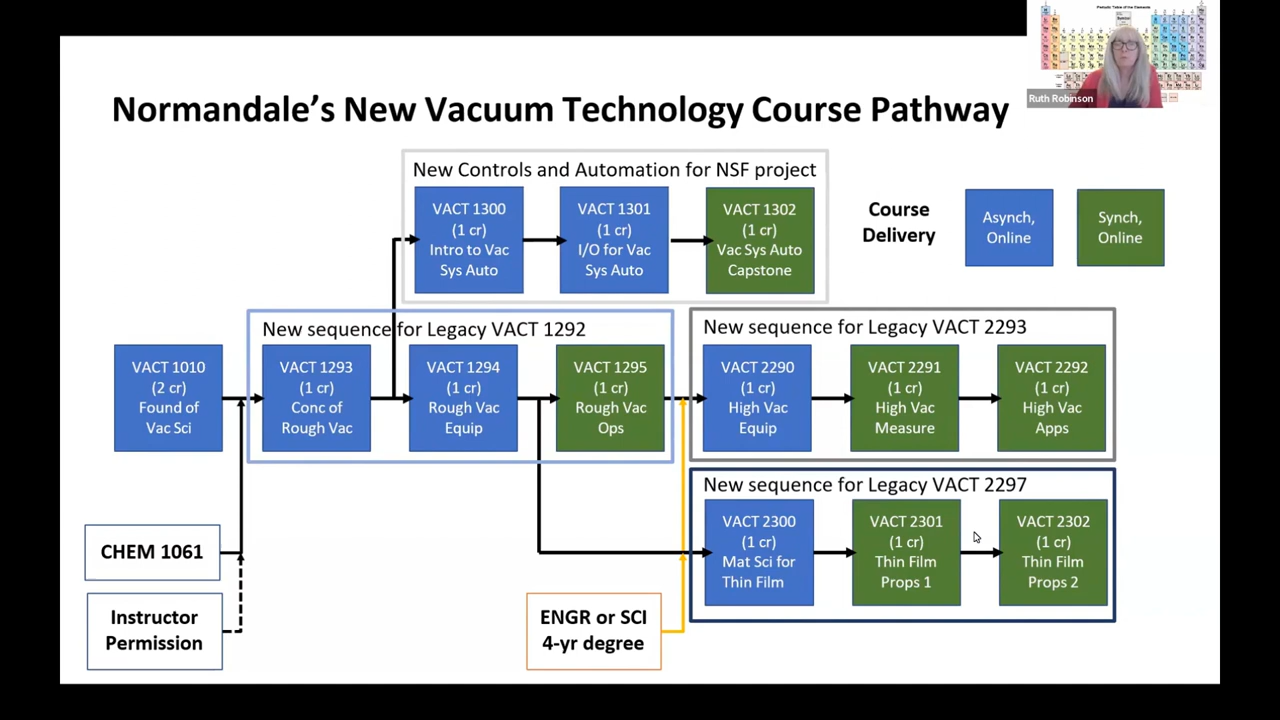 Periodic Table of the Elements
Ruth Robinson
Normandale's New Vacuum Technology Course Pathway
New Controls and Automation for NSF project
VACT 1300
(1 cr)
Intro to Vac
Sys Auto
VACT 1301
(1 cr)
I/O for Vac
Sys Auto
VACT 1302
(1 cr)
Vac Sys Auto
Capstone
Course
Delivery
Asynch,
Online
Synch,
Online
New sequence for Legacy VACT 1292
New sequence for Legacy VACT 2293
VACT 1010
(2 cr)
Found of
Vac Sci
VACT 1293
(1 cr)
Conc of
Rough Vac
VACT 1294
(1 cr)
Rough Vac
Equip
VACT 1295
(1 cr)
Rough Vac
Ops
VACT 2290
(1 cr)
High Vac
Equip
VACT 2291
(1 cr)
High Vac
Measure
VACT 2292
(1 cr)
High Vac
Apps
New sequence for Legacy VACT 2297
VACT 2300
(1 cr)
Mat Sci for
Thin Film
VACT 2301
(1 cr)
Thin Film
Props 1
VACT 2302
(1 cr)
Thin Film
Props 2
CHEM 1061
Instructor
Permission
ENGR or SCI
4-yr degree